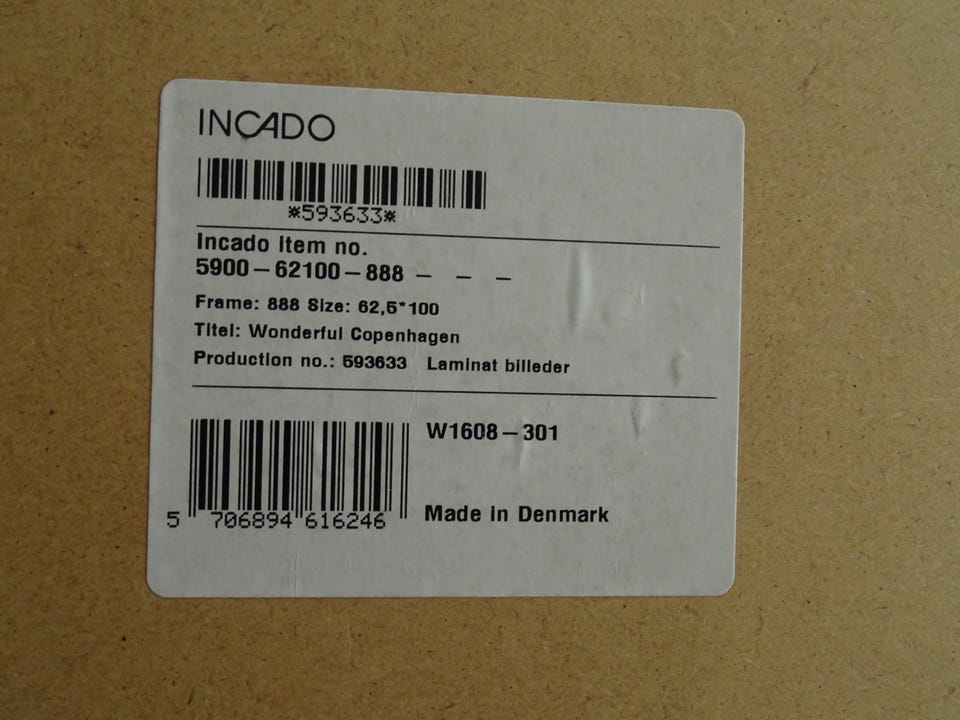 INCADO
*593633*
Incado Item no.
5900-62100-888 - - -
Frame: 888 Size: 62,5*100
Titel: Wonderful Copenhagen
Production no.: 593633 Laminat billeder
W1608-301
5 706894 616246
Made in Denmark